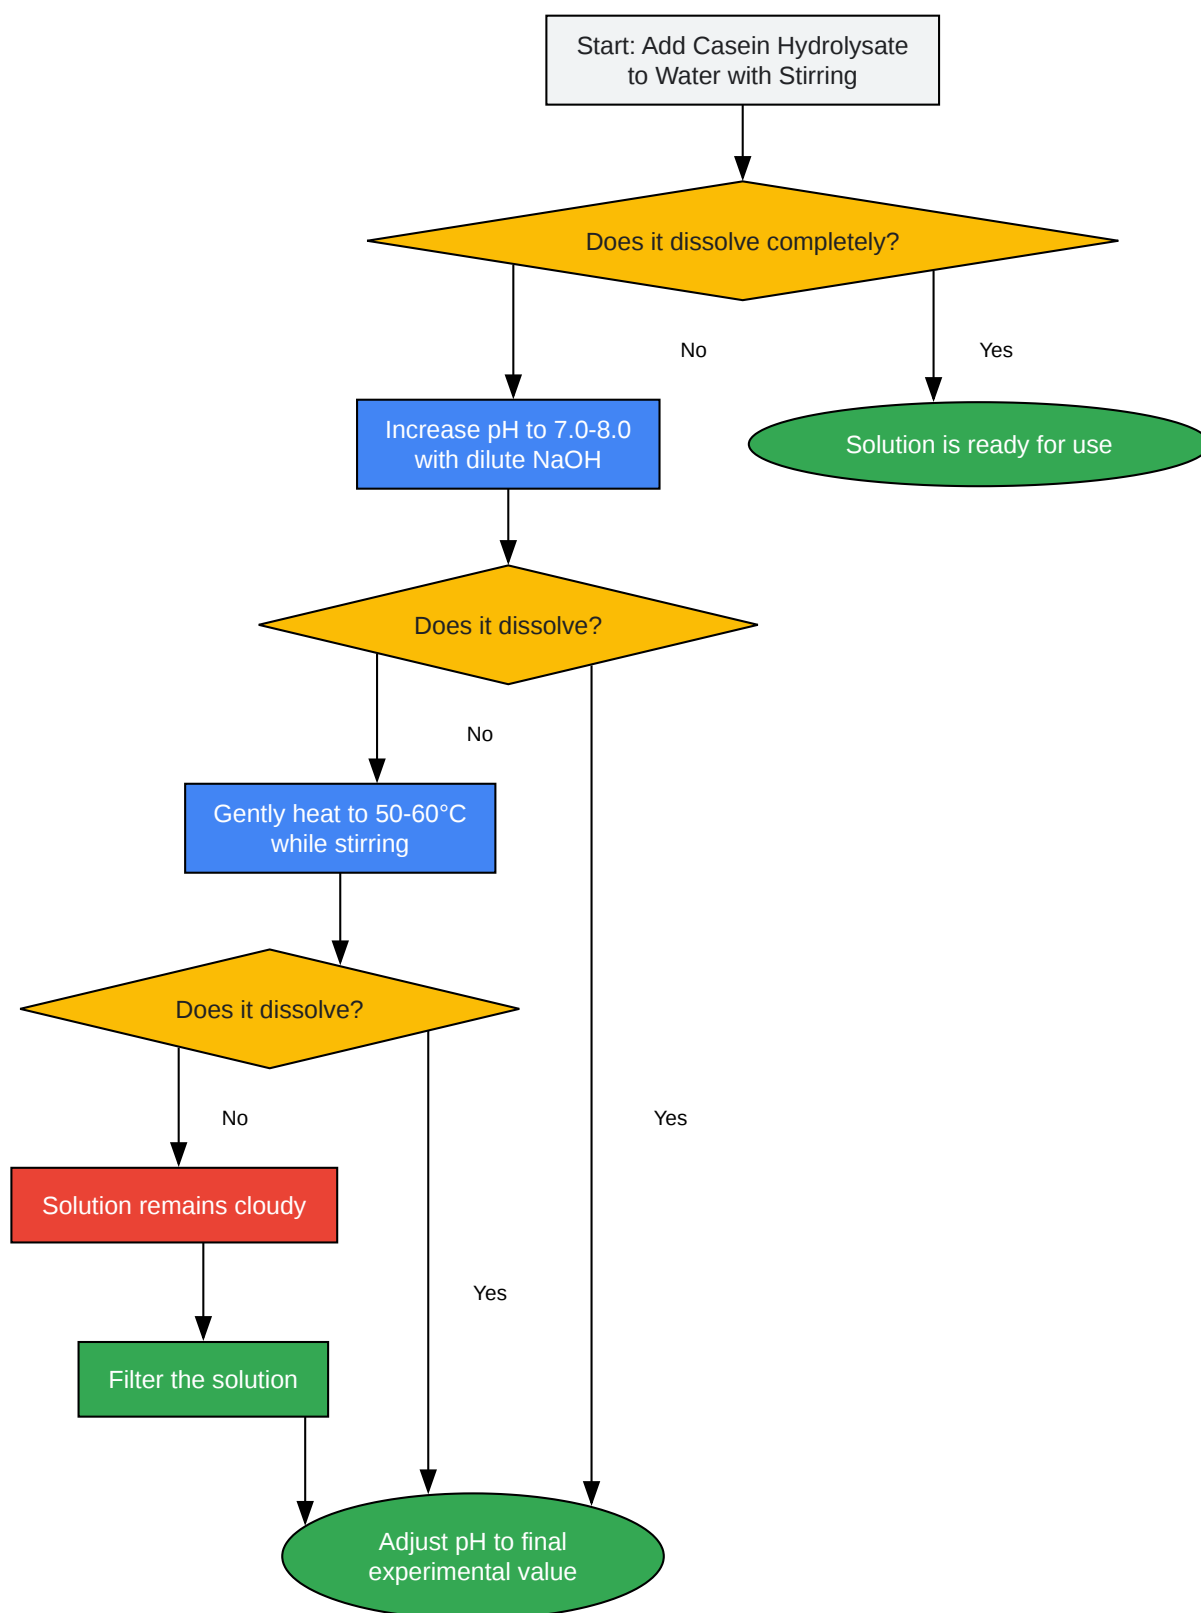 Start: Add Casein Hydrolysate
to Water with Stirring
Does it dissolve completely?
No
Yes
Increase pH to 7.0-8.0
with dilute NaOH
Solution is ready for use
Does it dissolve?
No
Gently heat to 50-60°C
while stirring
Does it dissolve?
No
Yes
Solution remains cloudy
Yes
Filter the solution
Adjust pH to final
experimental value